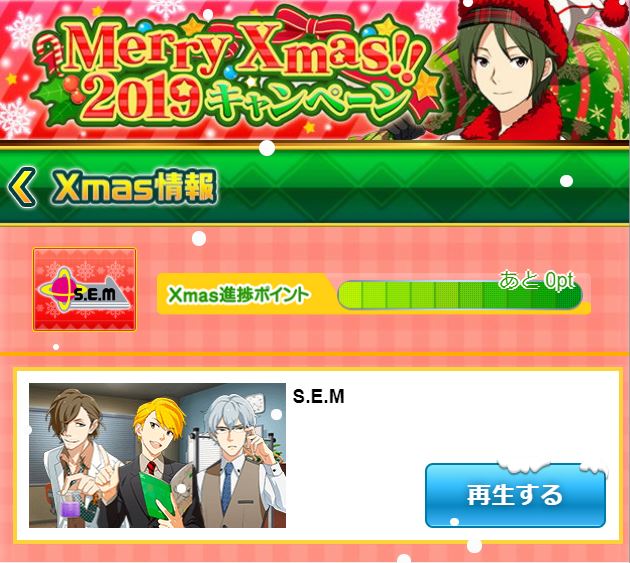 Merry Xmas!!
2019キャンペーン
Xmas情報
S.E.M
Xmas進捗ポイント
あと 0pt
S.E.M
再生する